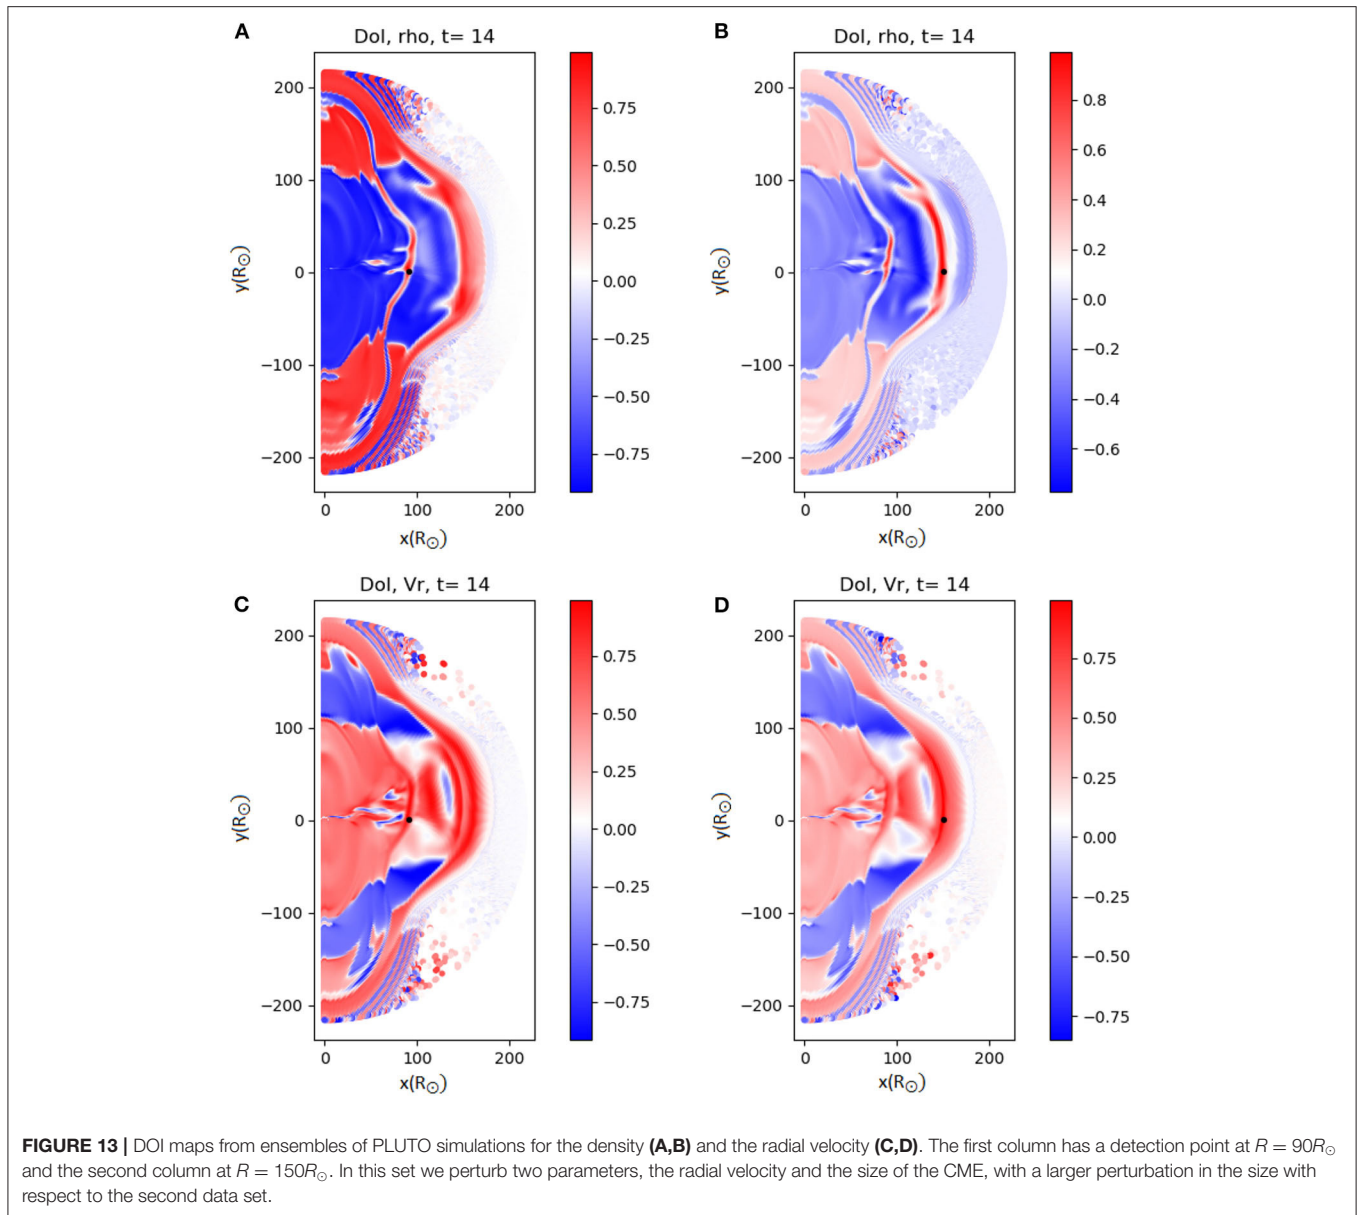 A
DoI, rho, t= 14
200
100
0
−100
−200
y(R☉)
0 100 200
x(R☉)
0.75
0.50
0.25
0.00
−0.25
−0.50
−0.75
B
DoI, rho, t= 14
200
100
0
−100
−200
y(R☉)
0 100 200
x(R☉)
0.8
0.6
0.4
0.2
0.0
−0.2
−0.4
−0.6
C
DoI, Vr, t= 14
200
100
0
−100
−200
y(R☉)
0 100 200
x(R☉)
0.75
0.50
0.25
0.00
−0.25
−0.50
−0.75
D
DoI, Vr, t= 14
200
100
0
−100
−200
y(R☉)
0 100 200
x(R☉)
0.75
0.50
0.25
0.00
−0.25
−0.50
−0.75
FIGURE 13 | DOI maps from ensembles of PLUTO simulations for the density (A,B) and the radial velocity (C,D). The first column has a detection point at R = 90R☉
and the second column at R = 150R☉. In this set we perturb two parameters, the radial velocity and the size of the CME, with a larger perturbation in the size with
respect to the second data set.